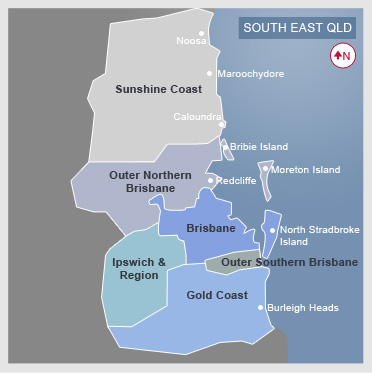 SOUTH EAST QLD
N
Noosa
Maroochydore
Sunshine Coast
Caloundra
Bribie Island
Outer Northern
Brisbane
Moreton Island
Redcliffe
Brisbane
North Stradbroke
Island
Ipswich &
Region
Outer Southern Brisbane
Gold Coast
Burleigh Heads